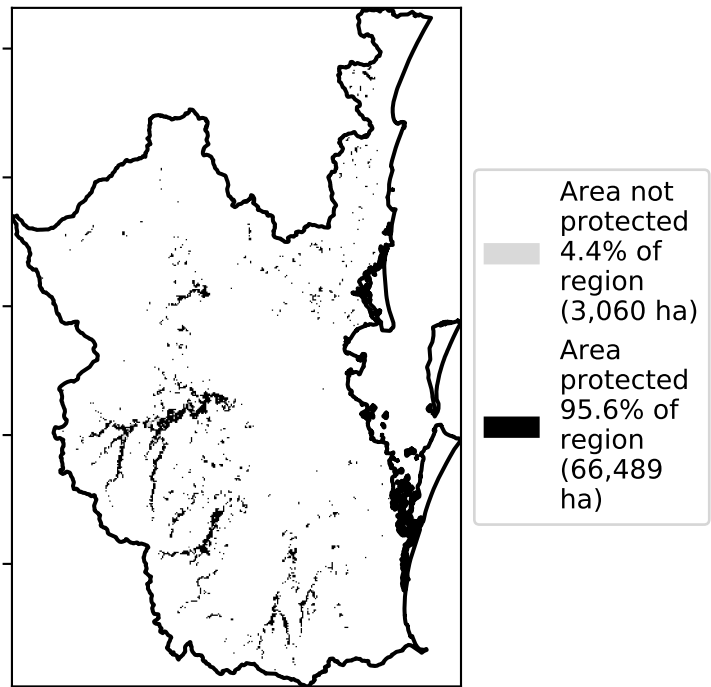 Area not
protected
4.4% of
region
(3,060 ha)
Area
protected
95.6% of
region
(66,489
ha)